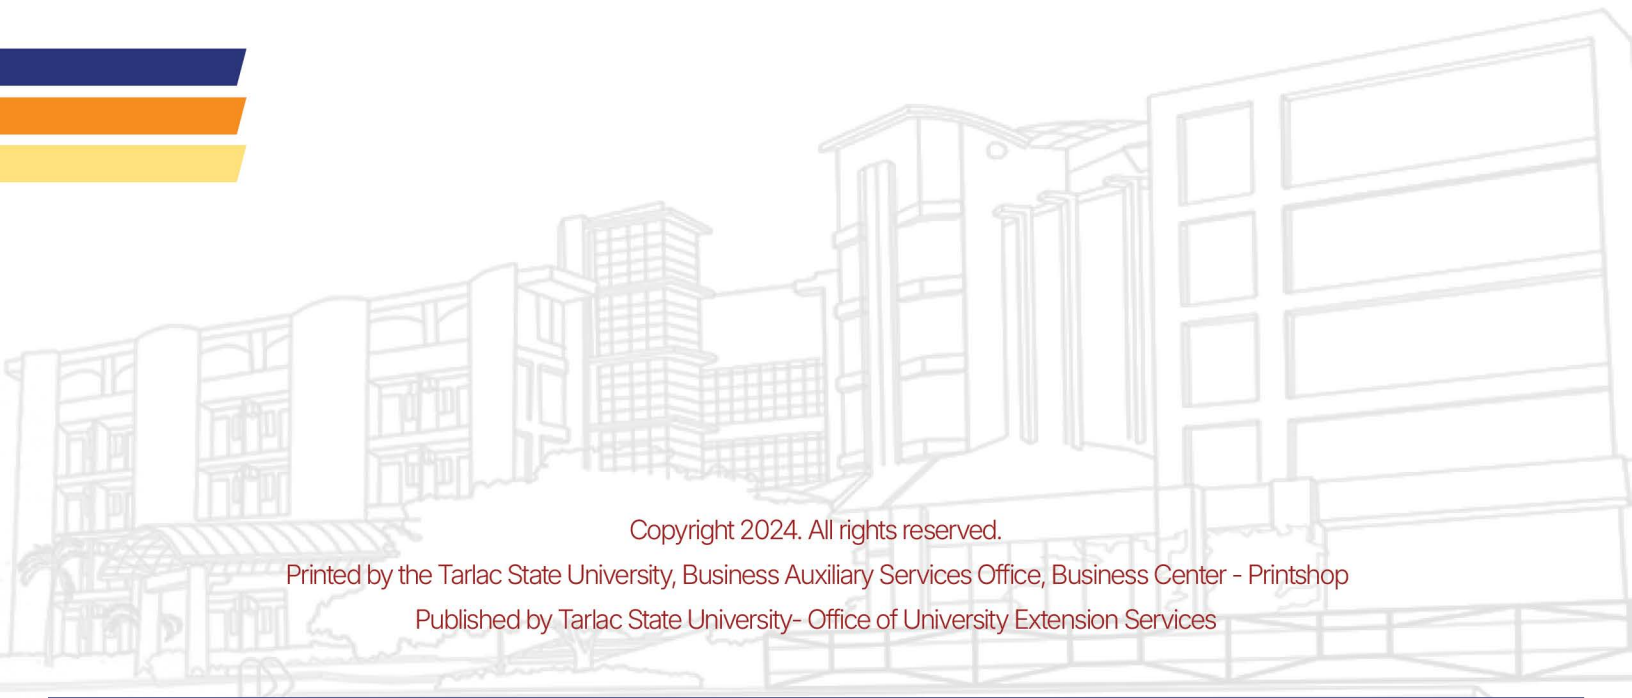 Copyright 2024. All rights reserved.
Printed by the Tarlac State University, Business Auxiliary Services Office, Business Center - Printshop
Published by Tarlac State University- Office of University Extension Services